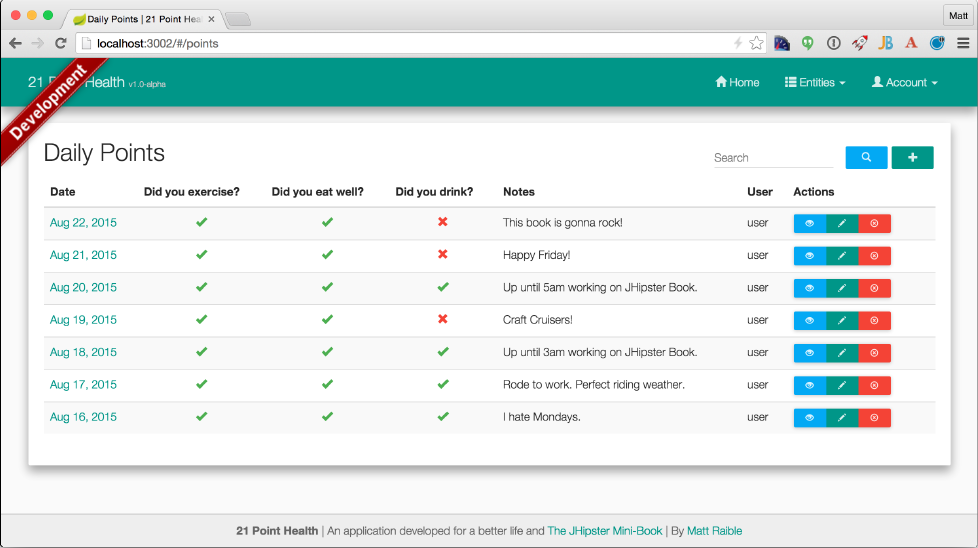 Daily Points | 21 Point Heal
Matt
localhost:3002/#/points
21 Point Health v1.0-alpha
Home Entities Account
Development
Daily Points
Search
Date Did you exercise? Did you eat well? Did you drink? Notes User Actions
Aug 22, 2015 This book is gonna rock! user
Aug 21, 2015 Happy Friday! user
Aug 20, 2015 Up until 5am working on JHipster Book. user
Aug 19, 2015 Craft Cruisers! user
Aug 18, 2015 Up until 3am working on JHipster Book. user
Aug 17, 2015 Rode to work. Perfect riding weather. user
Aug 16, 2015 I hate Mondays. user
21 Point Health | An application developed for a better life and The JHipster Mini-Book | By Matt Raible